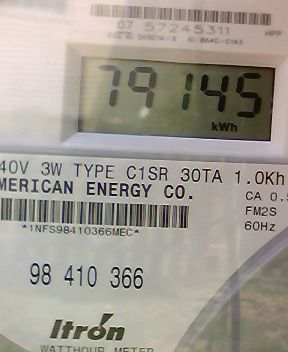 07 57245311
79145
kWh
40V 3W TYPE C1SR 30TA 1.0Kh
MERICAN ENERGY CO.
CA 0.5
FM2S
60Hz
*1NFS98410366MEC*
98 410 366
Itron
WATTHOUR METER